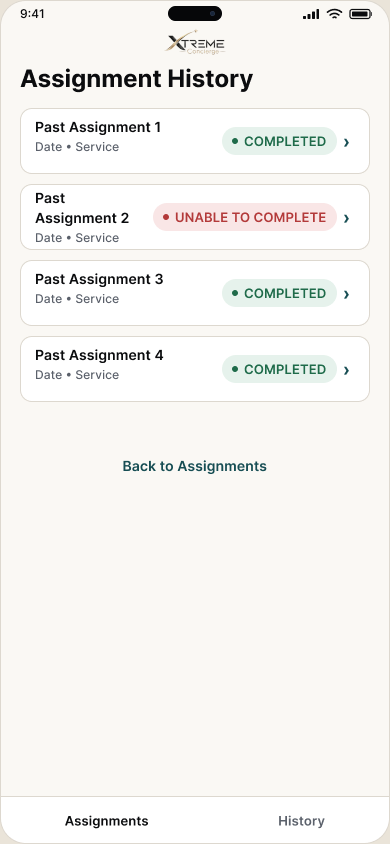 9:41
XTREME
Concierge
Assignment History
Past Assignment 1
Date • Service
COMPLETED
Past
Assignment 2
Date • Service
UNABLE TO COMPLETE
Past Assignment 3
Date • Service
COMPLETED
Past Assignment 4
Date • Service
COMPLETED
Back to Assignments
Assignments
History